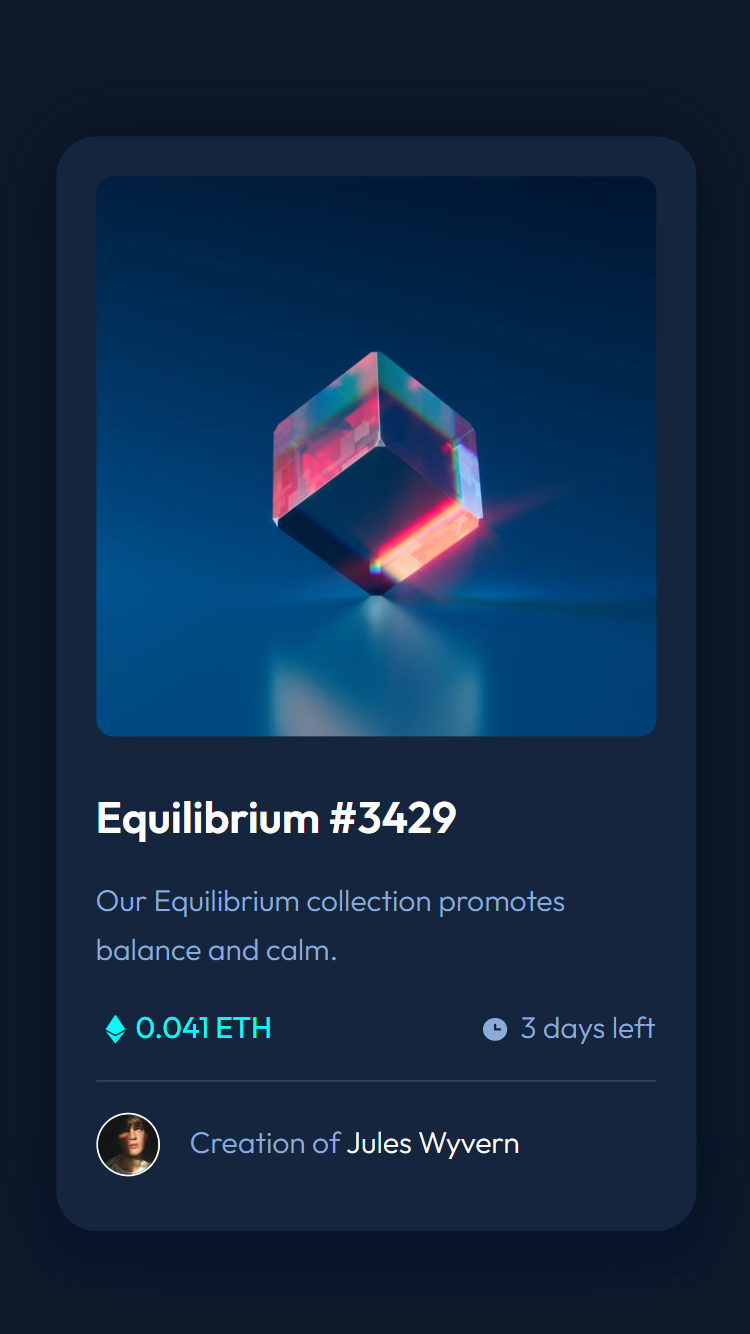 Equilibrium #3429
Our Equilibrium collection promotes
balance and calm.
0.041 ETH 3 days left
Creation of Jules Wyvern